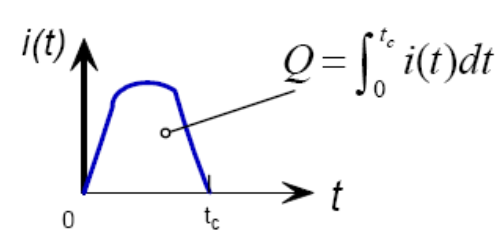 i(t)
Q = ∫₀^{t_c} i(t)dt
t
0
t_c